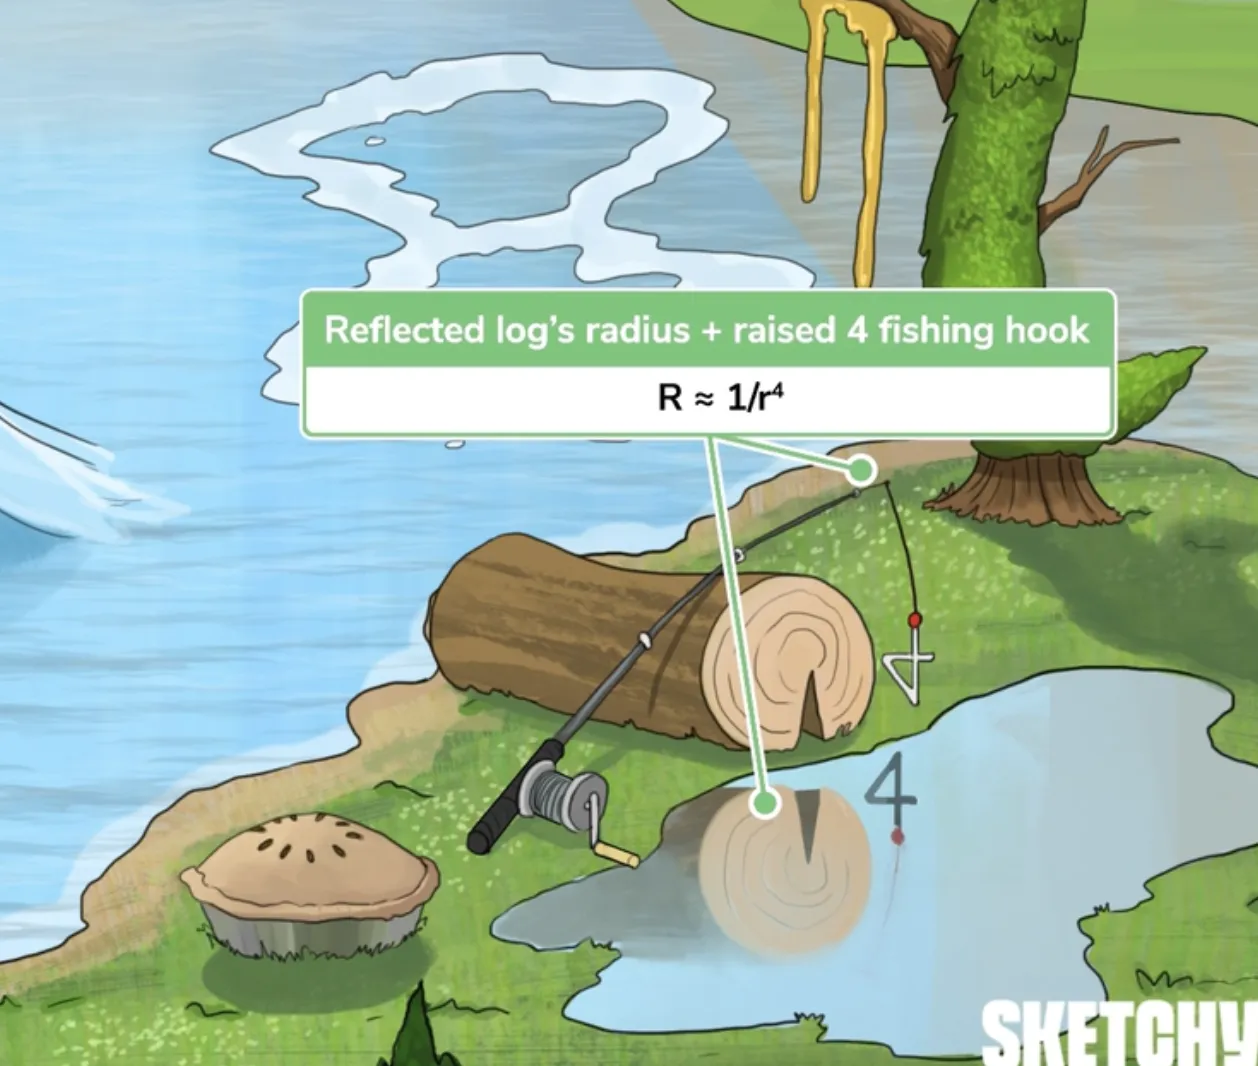 Reflected log's radius + raised 4 fishing hook
R ≈ 1/r⁴
4
4
SKETCHY